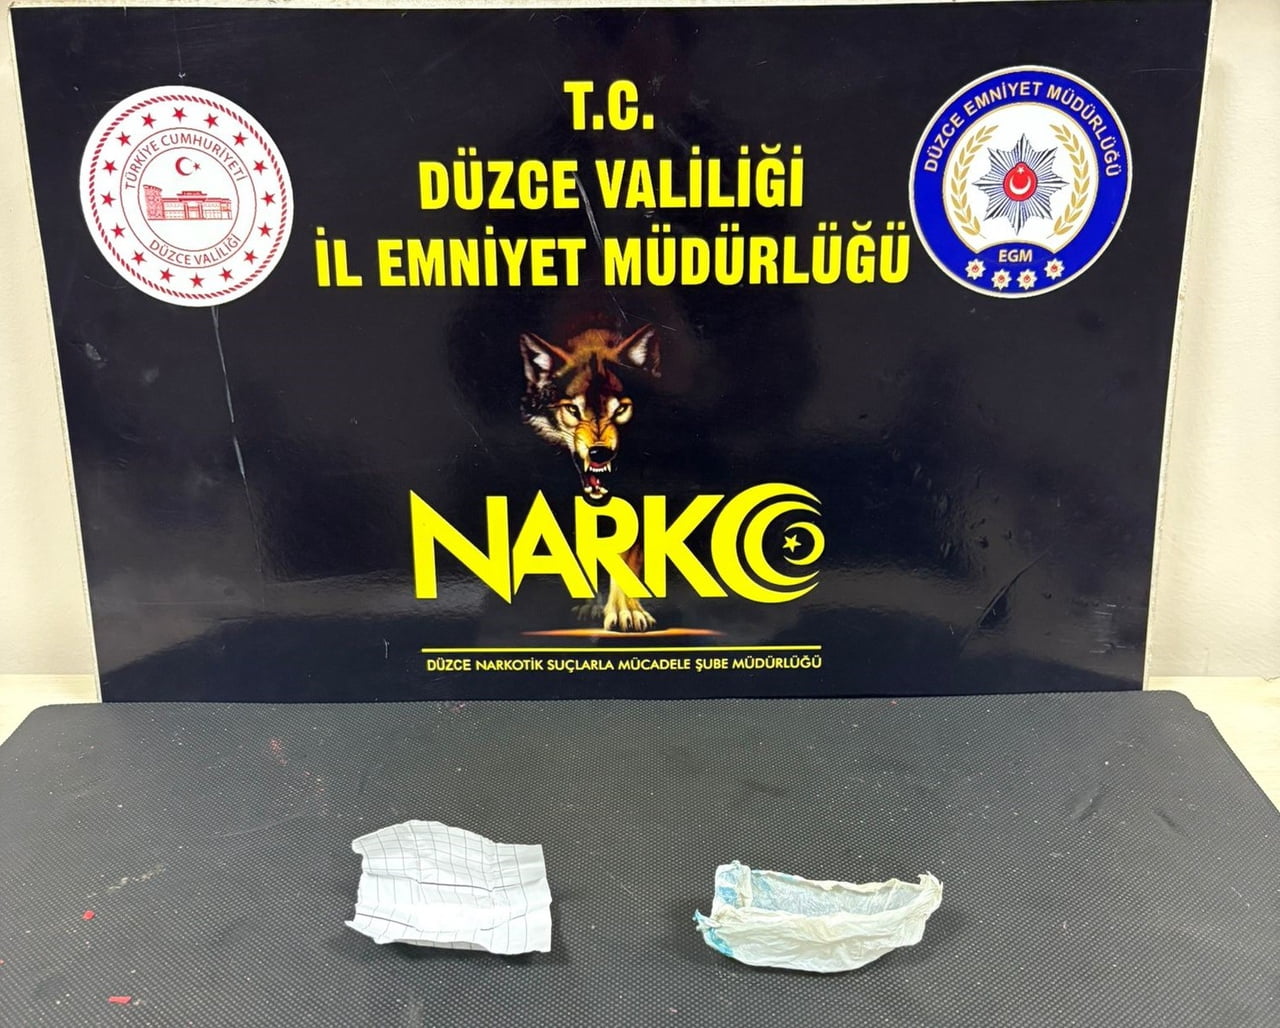 T.C.
DÜZCE VALİLİĞİ
İL EMNİYET MÜDÜRLÜĞÜ
TÜRKİYE CUMHURİYETİ
DÜZCE VALİLİĞİ
DÜZCE EMNİYET MÜDÜRLÜĞÜ
EGM
NARKO
DÜZCE NARKOTİK SUÇLARLA MÜCADELE ŞUBE MÜDÜRLÜĞÜ